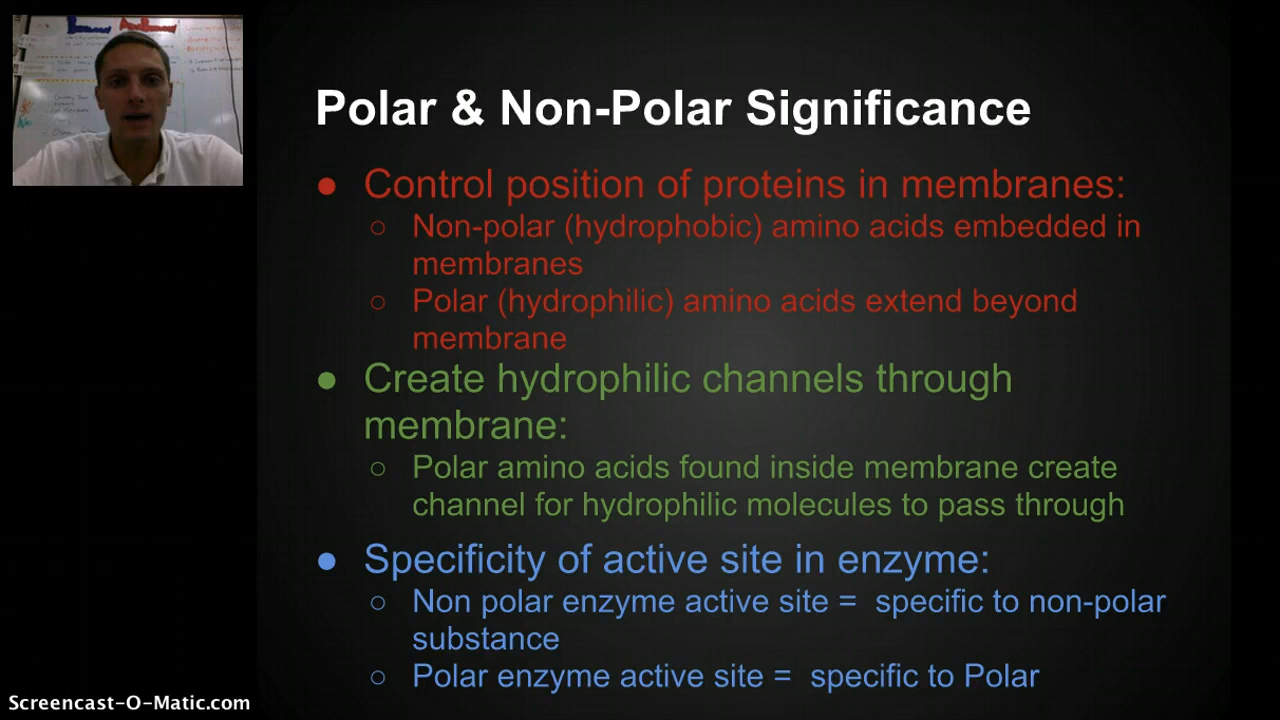 Polar & Non-Polar Significance
● Control position of proteins in membranes:
○ Non-polar (hydrophobic) amino acids embedded in
membranes
○ Polar (hydrophilic) amino acids extend beyond
membrane
● Create hydrophilic channels through
membrane:
○ Polar amino acids found inside membrane create
channel for hydrophilic molecules to pass through
● Specificity of active site in enzyme:
○ Non polar enzyme active site =  specific to non-polar
substance
○ Polar enzyme active site =  specific to Polar
Screencast-O-Matic.com